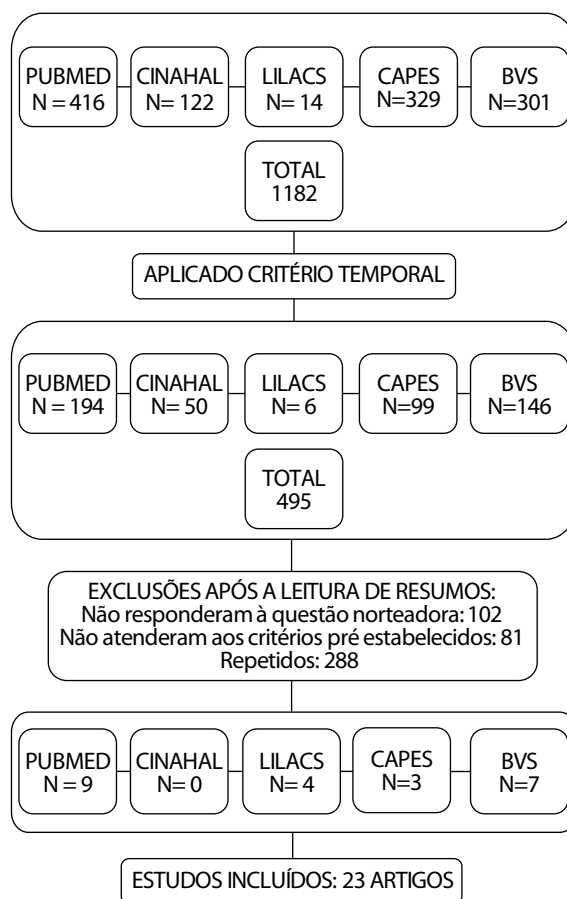 PUBMED
N = 416
CINAHAL
N= 122
LILACS
N= 14
CAPES
N=329
BVS
N=301
TOTAL
1182
APLICADO CRITÉRIO TEMPORAL
PUBMED
N = 194
CINAHAL
N= 50
LILACS
N= 6
CAPES
N=99
BVS
N=146
TOTAL
495
EXCLUSÕES APÓS A LEITURA DE RESUMOS:
Não responderam à questão norteadora: 102
Não atenderam aos critérios pré estabelecidos: 81
Repetidos: 288
PUBMED
N = 9
CINAHAL
N= 0
LILACS
N= 4
CAPES
N=3
BVS
N=7
ESTUDOS INCLUÍDOS: 23 ARTIGOS